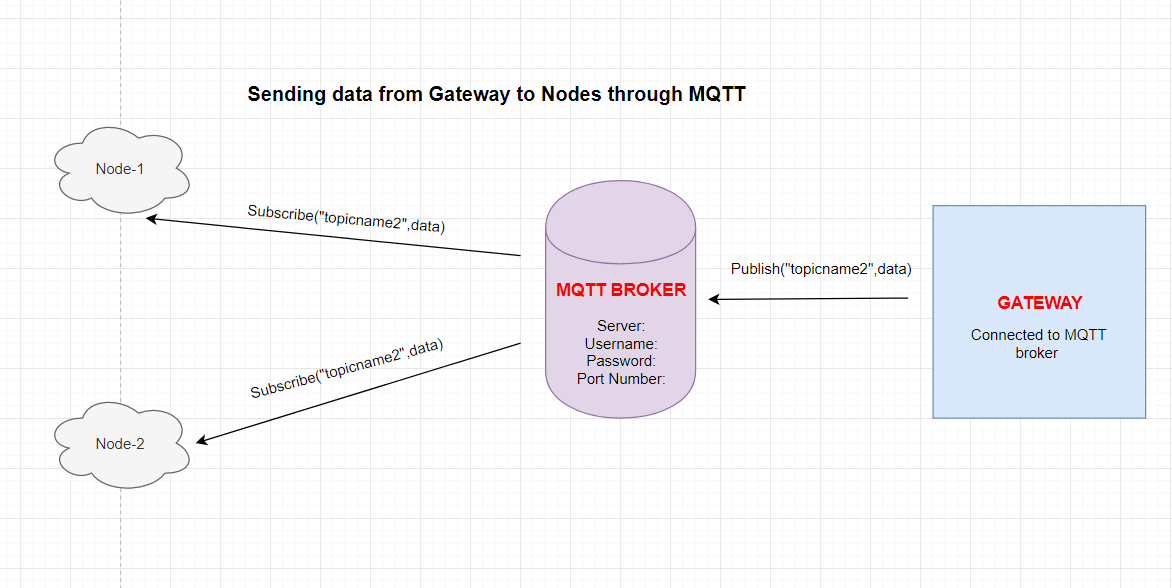 Sending data from Gateway to Nodes through MQTT
Node-1
Subscribe("topicname2",data)
Publish("topicname2",data)
MQTT BROKER
Server:
Username:
Password:
Port Number:
GATEWAY
Connected to MQTT
broker
Subscribe("topicname2",data)
Node-2